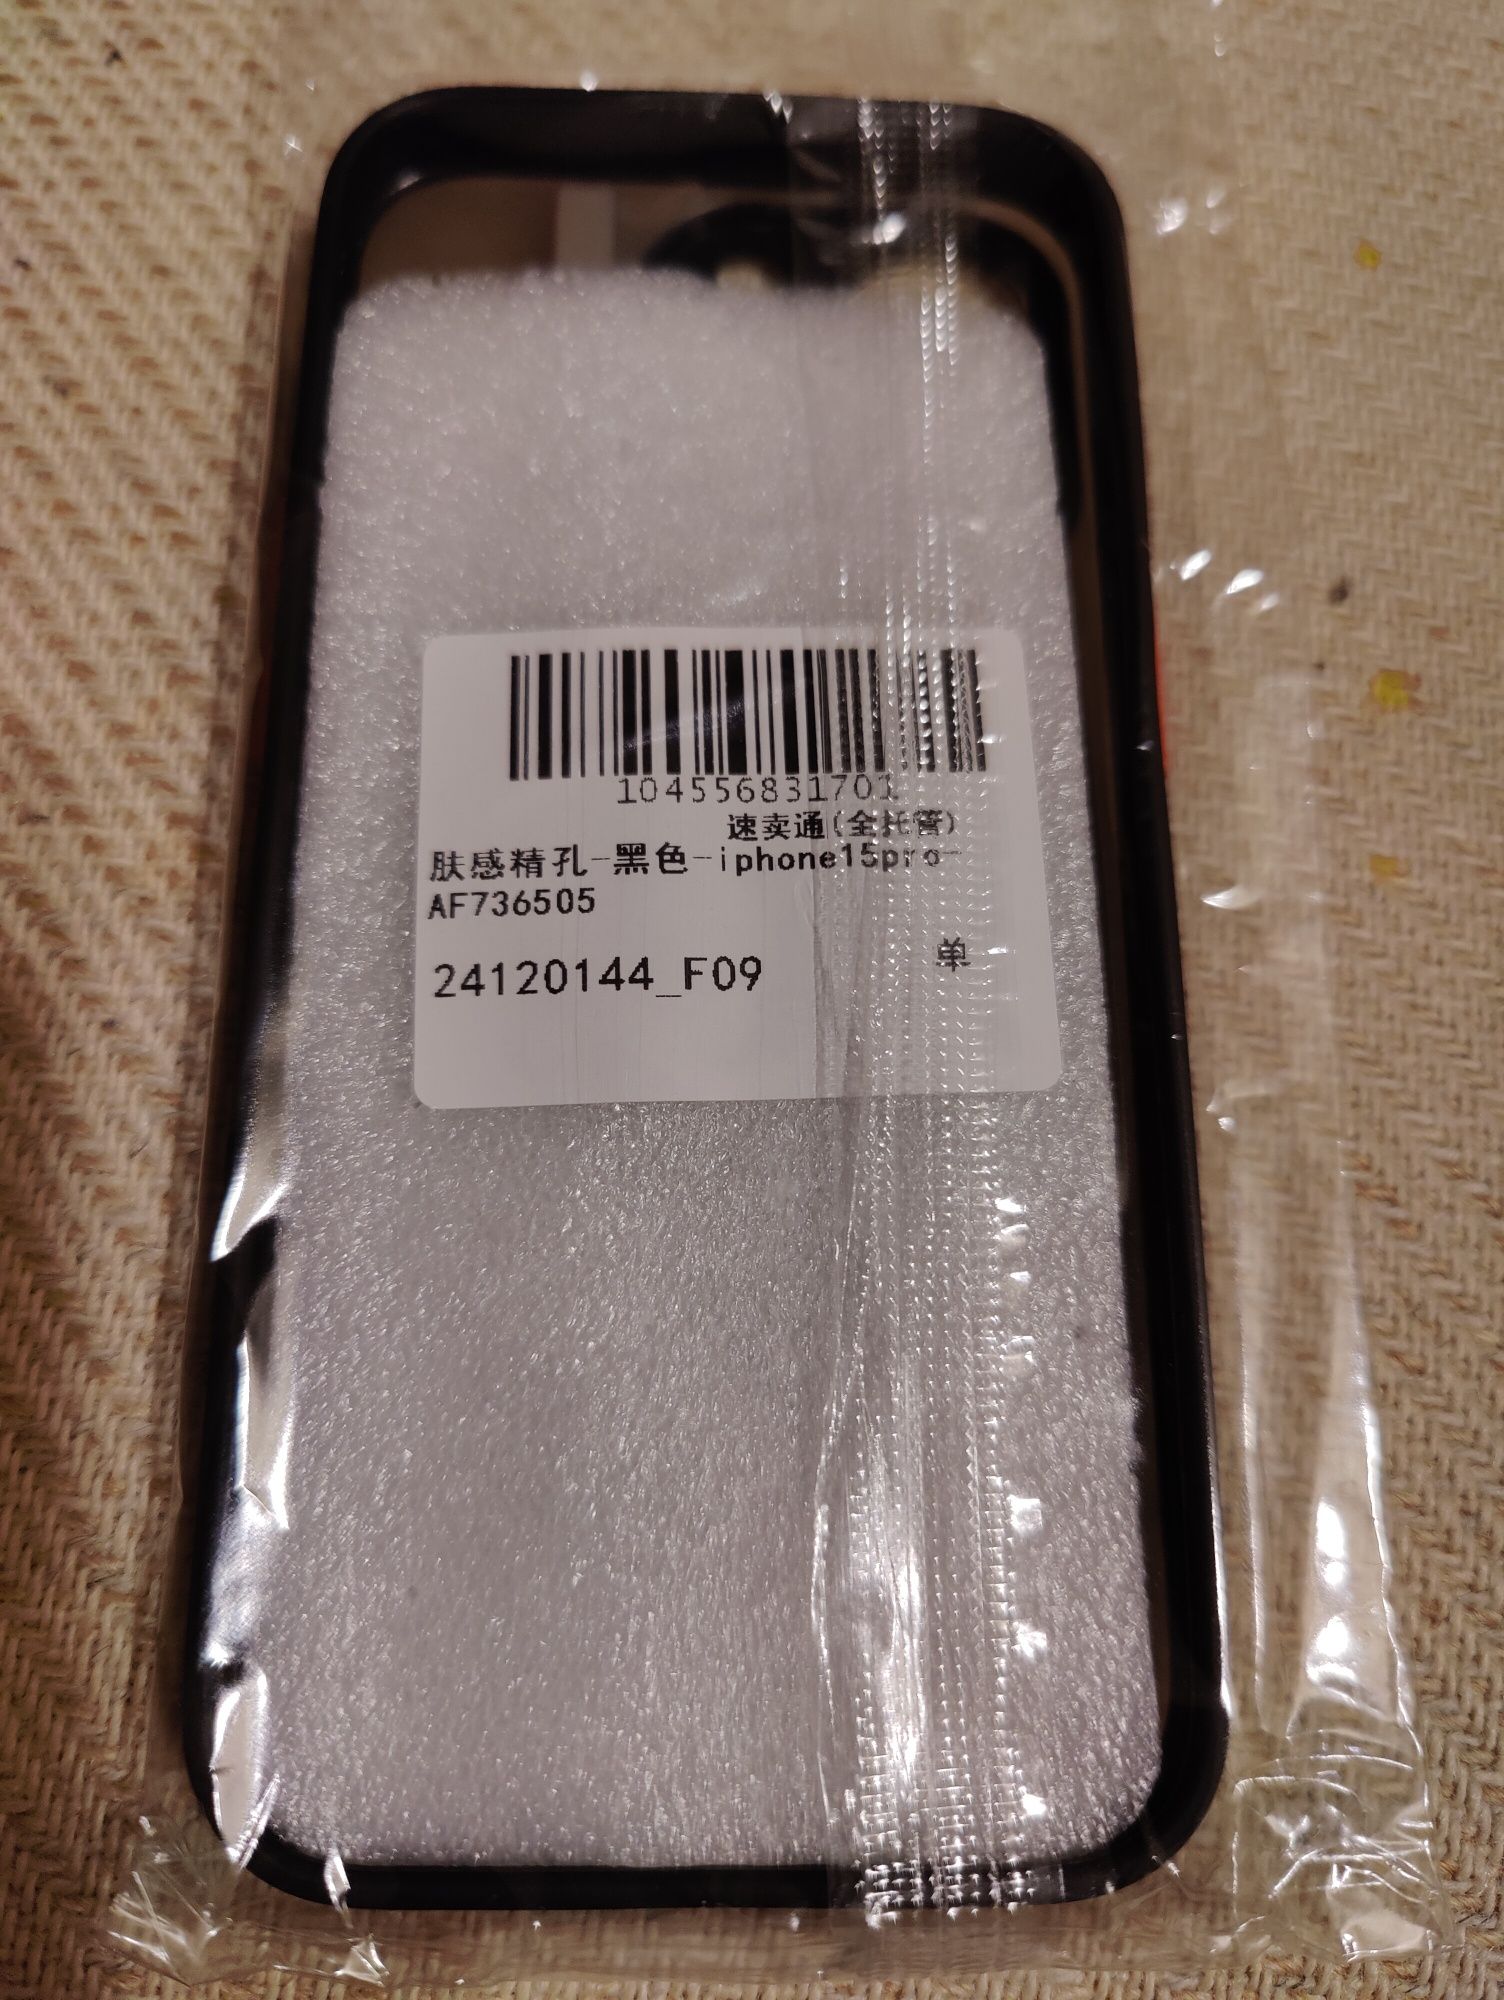 104556831701
速卖通(全托管)
肤感精孔-黑色-iphone15pro-
AF736505
单
24120144_F09